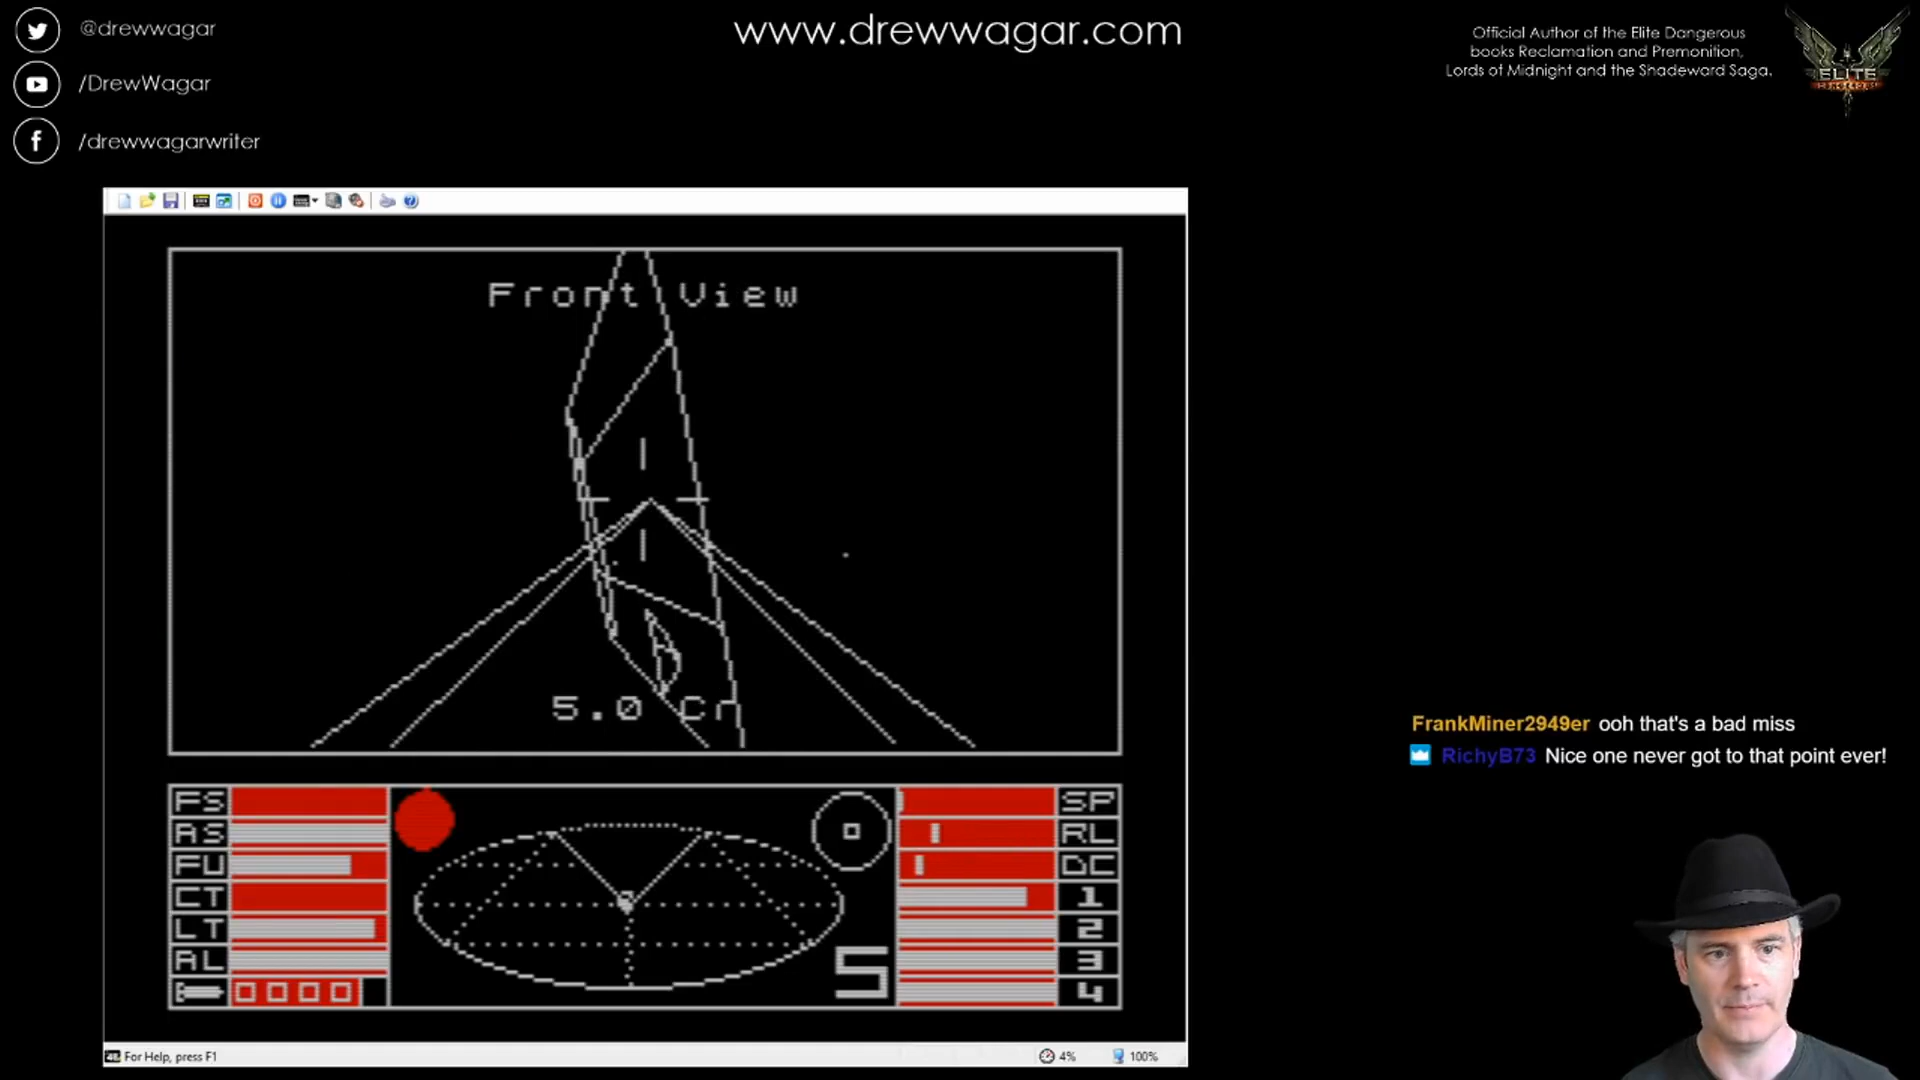 @drewwagar
/DrewWagar
/drewwagarwriter
www.drewwagar.com
Official Author of the Elite Dangerous
books Reclamation and Premonition,
Lords of Midnight and the Shadeward Saga.
ELITE
DANGEROUS
Front View
5.0 Cr
FS
AS
FU
CT
LT
AL
S
SP
RL
DC
1
2
3
4
For Help, press F1
4%
100%
FrankMiner2949er ooh that's a bad miss
RichyB73 Nice one never got to that point ever!